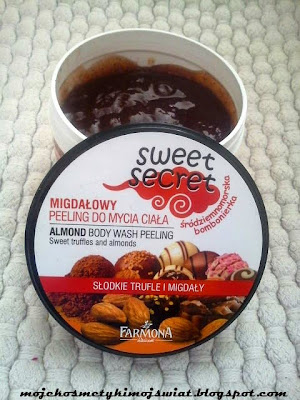 sweet
secret
śródziemnomorska
bombonierka
MIGDAŁOWY
PEELING DO MYCIA CIAŁA
ALMOND BODY WASH PEELING
Sweet truffles and almonds
SŁODKIE TRUFLE I MIGDAŁY
FARMONA
mojekosmetykimojswiat.blogspot.com